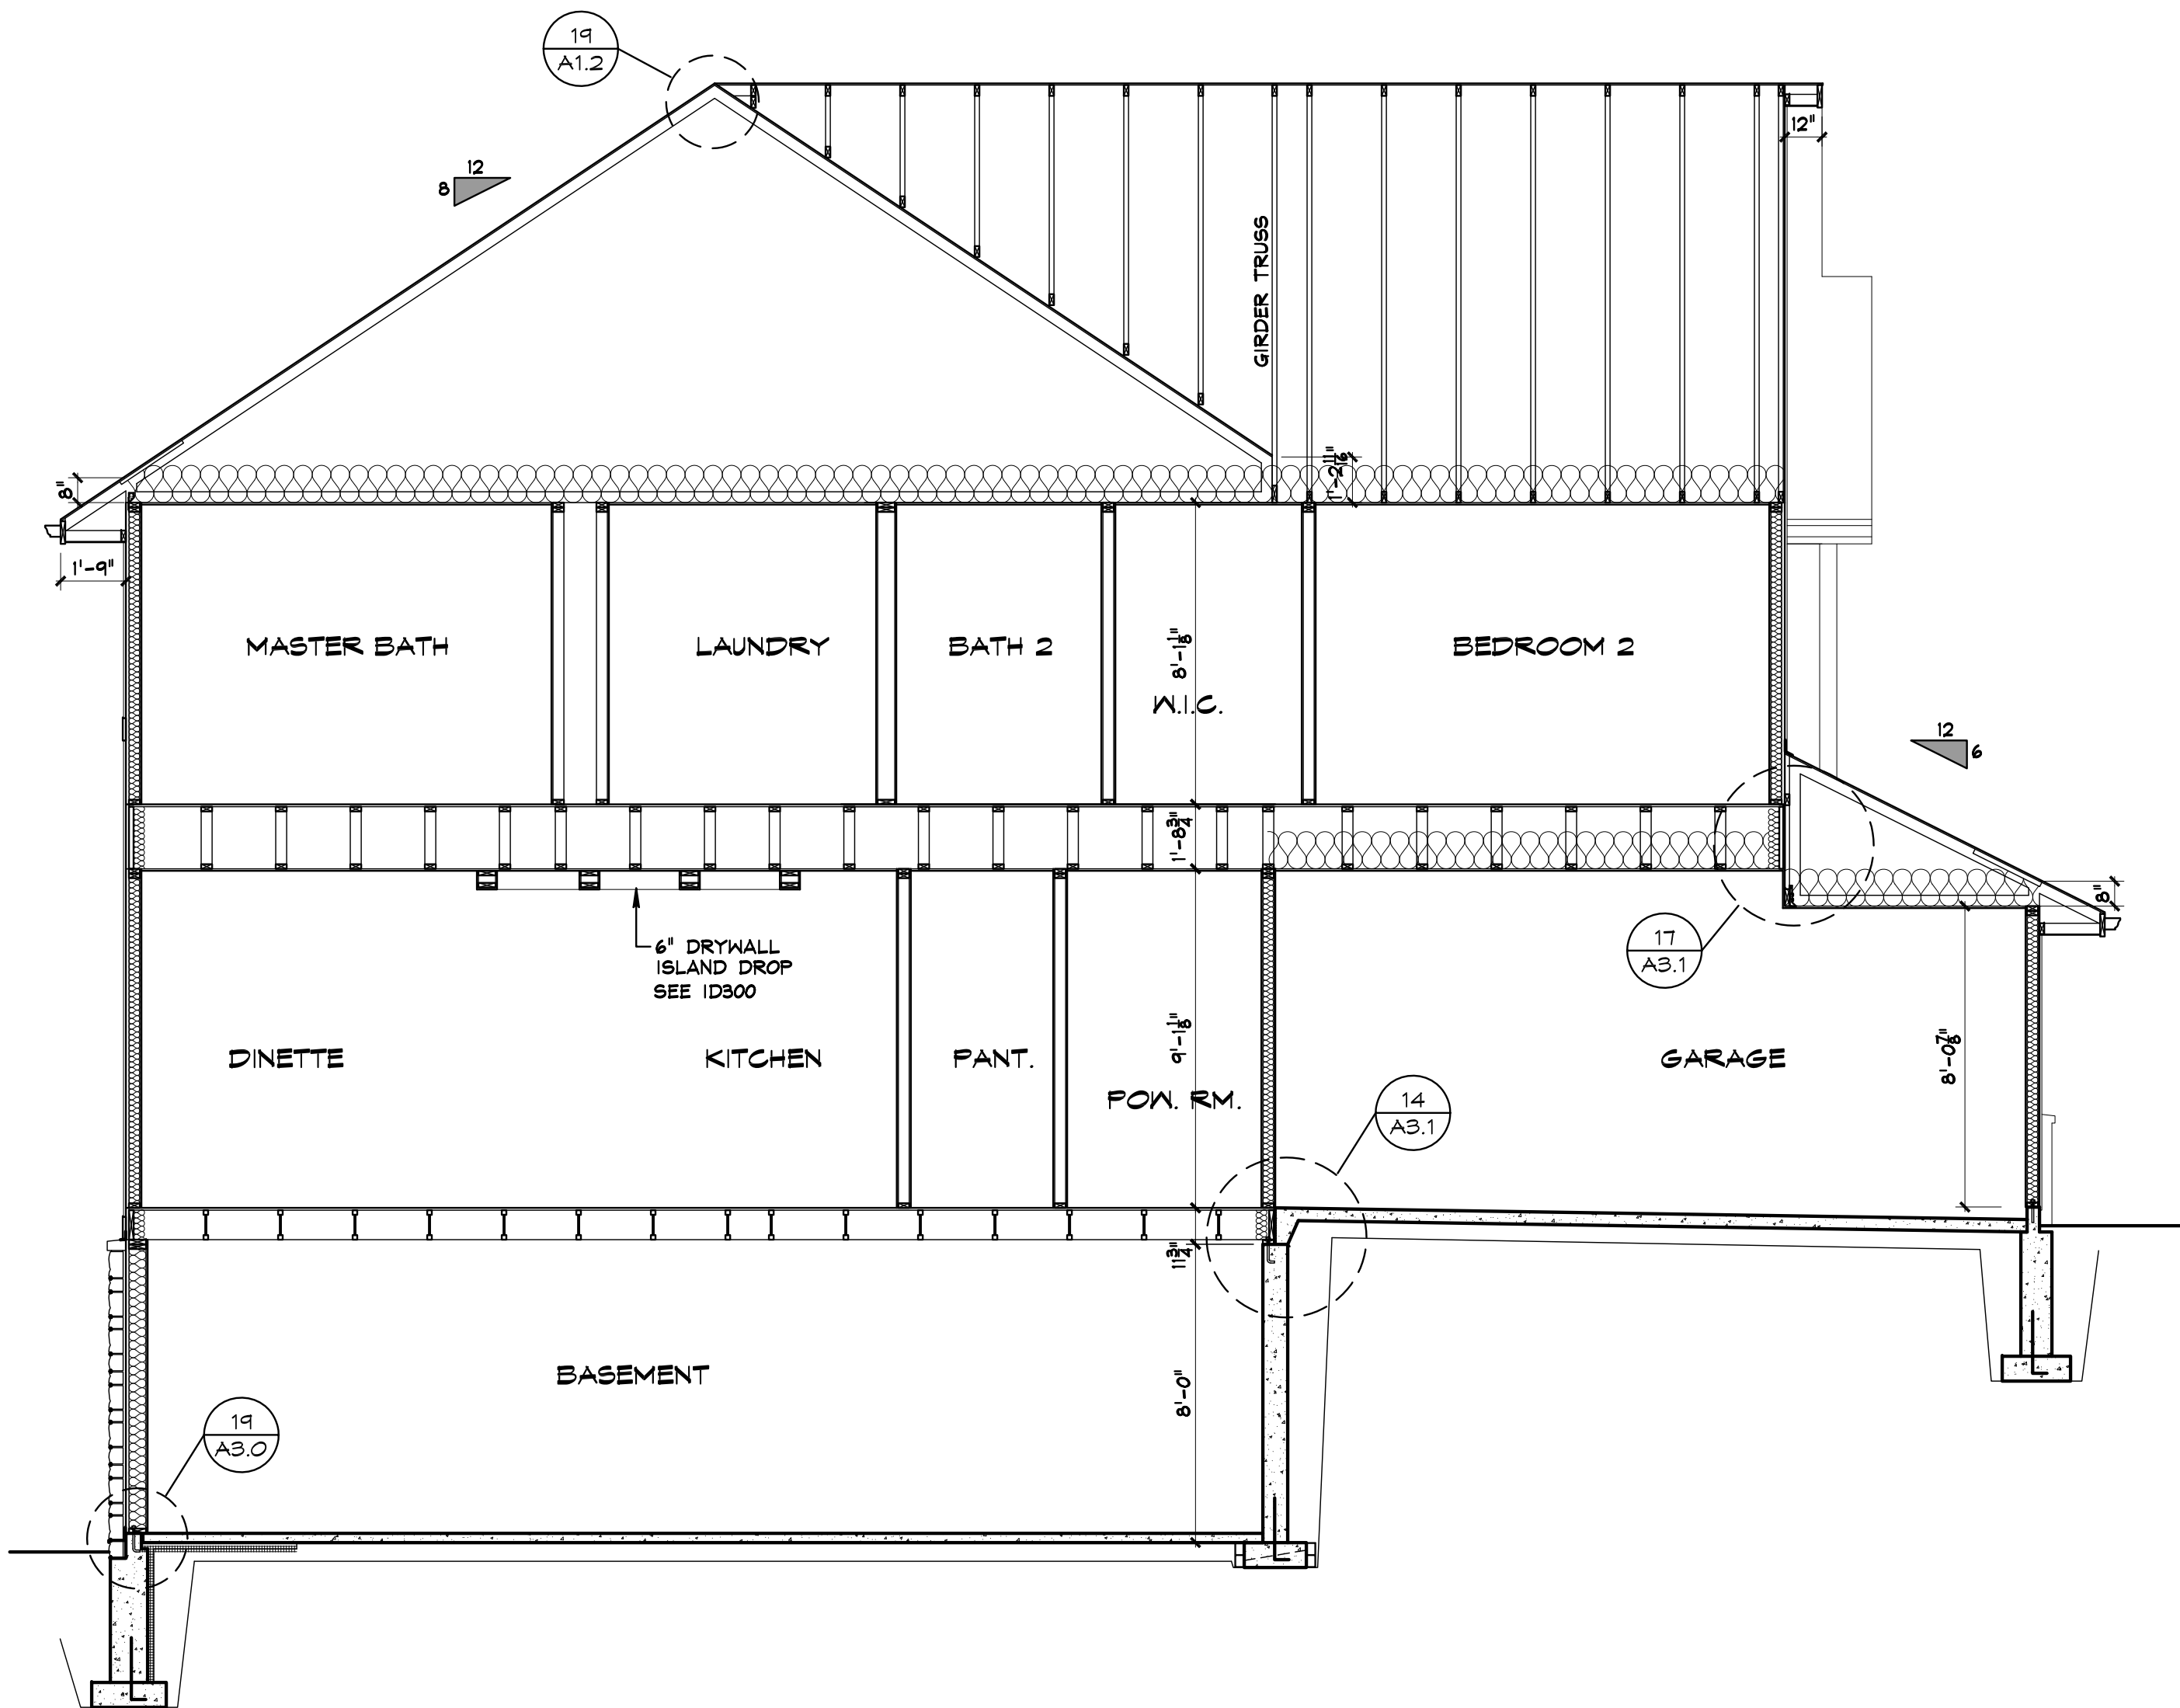 19
A1.2
12
8
12"
GIRDER TRUSS
1'-2 11/16"
8"
1'-9"
MASTER BATH
LAUNDRY
BATH 2
8'-1 1/8"
W.I.C.
BEDROOM 2
12
6
1'-8 3/4"
8"
6" DRYWALL
ISLAND DROP
SEE ID300
17
A3.1
DINETTE
KITCHEN
PANT.
9'-1 1/8"
POW. RM.
GARAGE
8'-0 7/8"
14
A3.1
11 3/4"
BASEMENT
8'-0"
19
A3.0